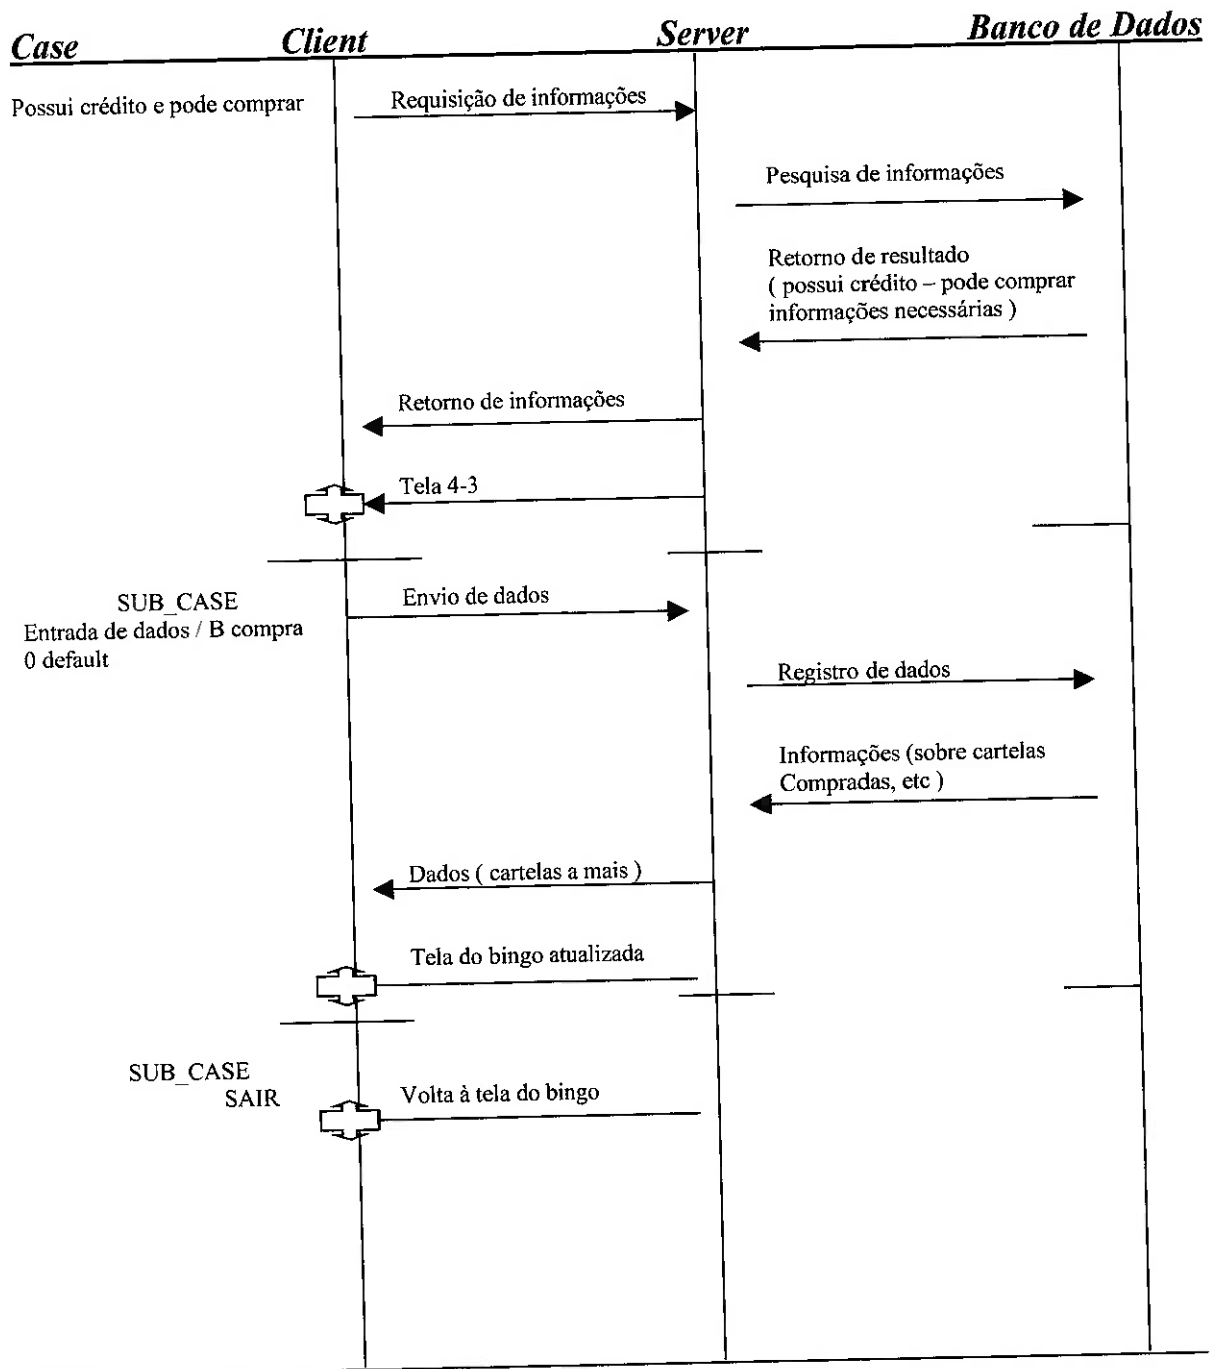 Case Client Server Banco de Dados
Possui crédito e pode comprar
Requisição de informações
Pesquisa de informações
Retorno de resultado
( possui crédito – pode comprar
informações necessárias )
Retorno de informações
Tela 4-3
SUB_CASE
Entrada de dados / B compra
0 default
Envio de dados
Registro de dados
Informações (sobre cartelas
Compradas, etc )
Dados ( cartelas a mais )
Tela do bingo atualizada
SUB_CASE
SAIR
Volta à tela do bingo